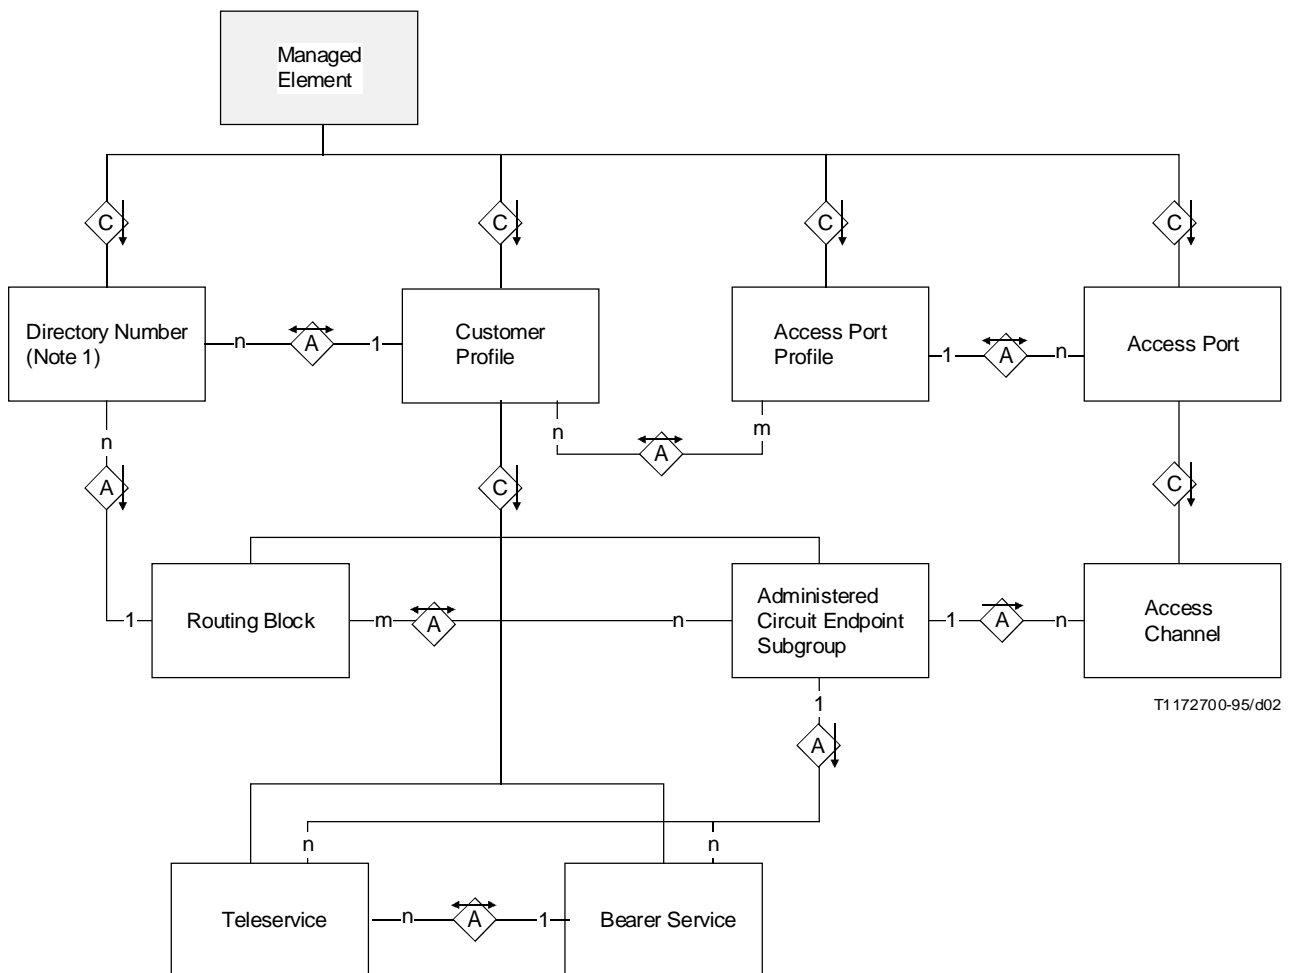 Managed
Element
C
C
C
C
Directory Number
(Note 1)
n
A
1
Customer
Profile
Access Port
Profile
1
A
n
Access Port
n
n
A
m
A
C
C
1
Routing Block
m
A
n
Administered
Circuit Endpoint
Subgroup
1
A
n
Access
Channel
T1172700-95/d02
1
A
n
n
Teleservice
n
A
1
Bearer Service